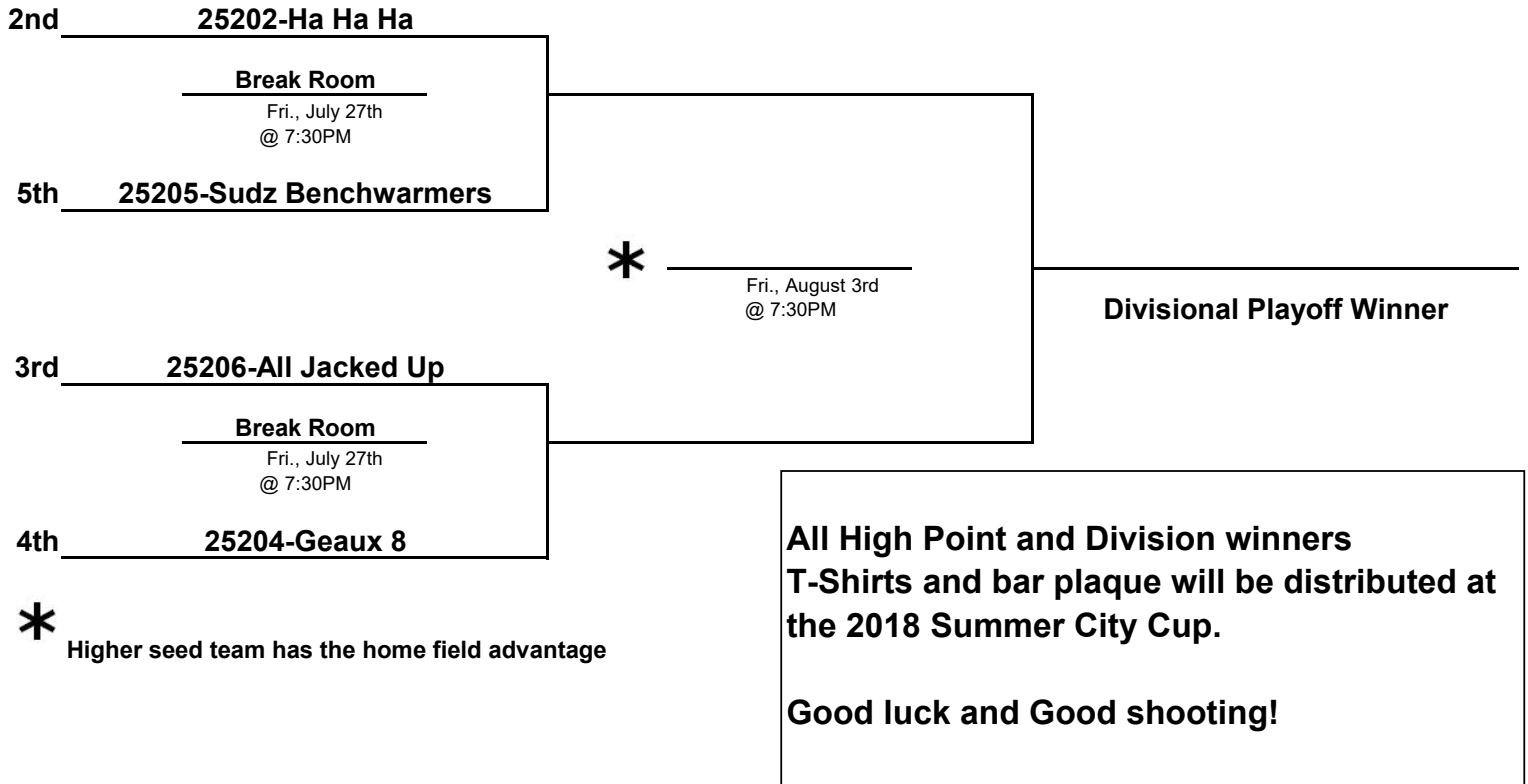 2nd 25202-Ha Ha Ha
Break Room
Fri., July 27th
@ 7:30PM
5th 25205-Sudz Benchwarmers
*
Fri., August 3rd
@ 7:30PM
Divisional Playoff Winner
3rd 25206-All Jacked Up
Break Room
Fri., July 27th
@ 7:30PM
4th 25204-Geaux 8
* Higher seed team has the home field advantage
All High Point and Division winners
T-Shirts and bar plaque will be distributed at
the 2018 Summer City Cup.
Good luck and Good shooting!